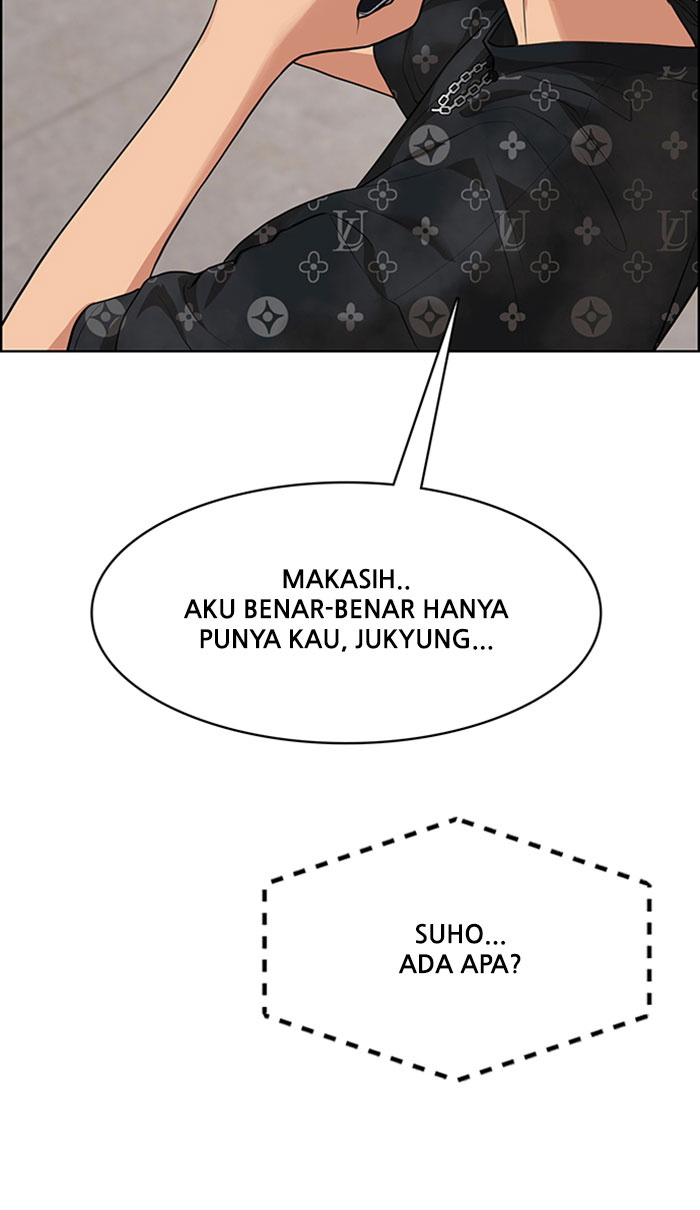 MAKASIH..
AKU BENAR-BENAR HANYA
PUNYA KAU, JUKYUNG...
SUHO...
ADA APA?